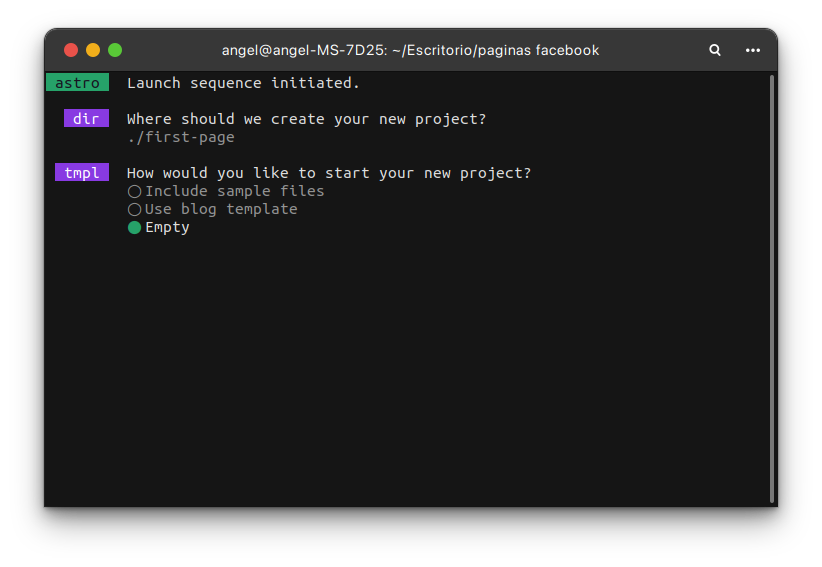 angel@angel-MS-7D25: ~/Escritorio/paginas facebook
astro Launch sequence initiated.
dir Where should we create your new project?
./first-page
tmpl How would you like to start your new project?
Include sample files
Use blog template
Empty